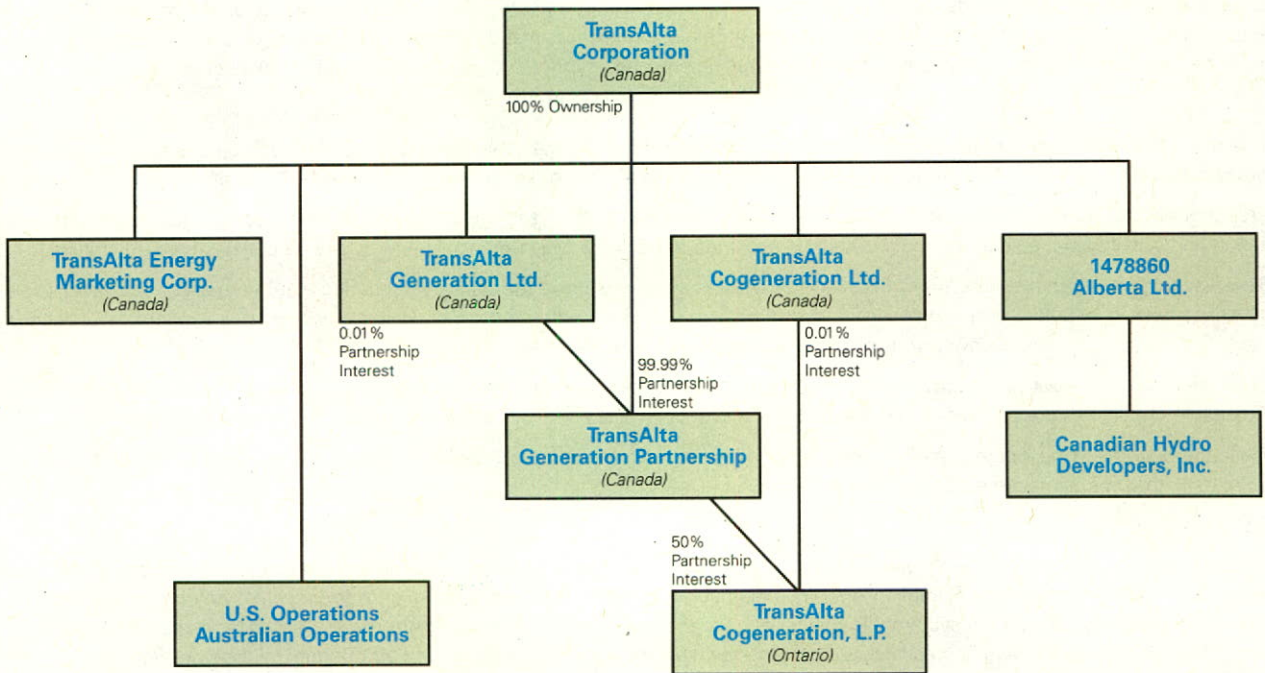 TransAlta
Corporation
(Canada)
100% Ownership
TransAlta Energy
Marketing Corp.
(Canada)
TransAlta
Generation Ltd.
(Canada)
TransAlta
Cogeneration Ltd.
(Canada)
1478860
Alberta Ltd.
0.01%
Partnership
Interest
99.99%
Partnership
Interest
0.01%
Partnership
Interest
TransAlta
Generation Partnership
(Canada)
Canadian Hydro
Developers, Inc.
50%
Partnership
Interest
U.S. Operations
Australian Operations
TransAlta
Cogeneration, L.P.
(Ontario)